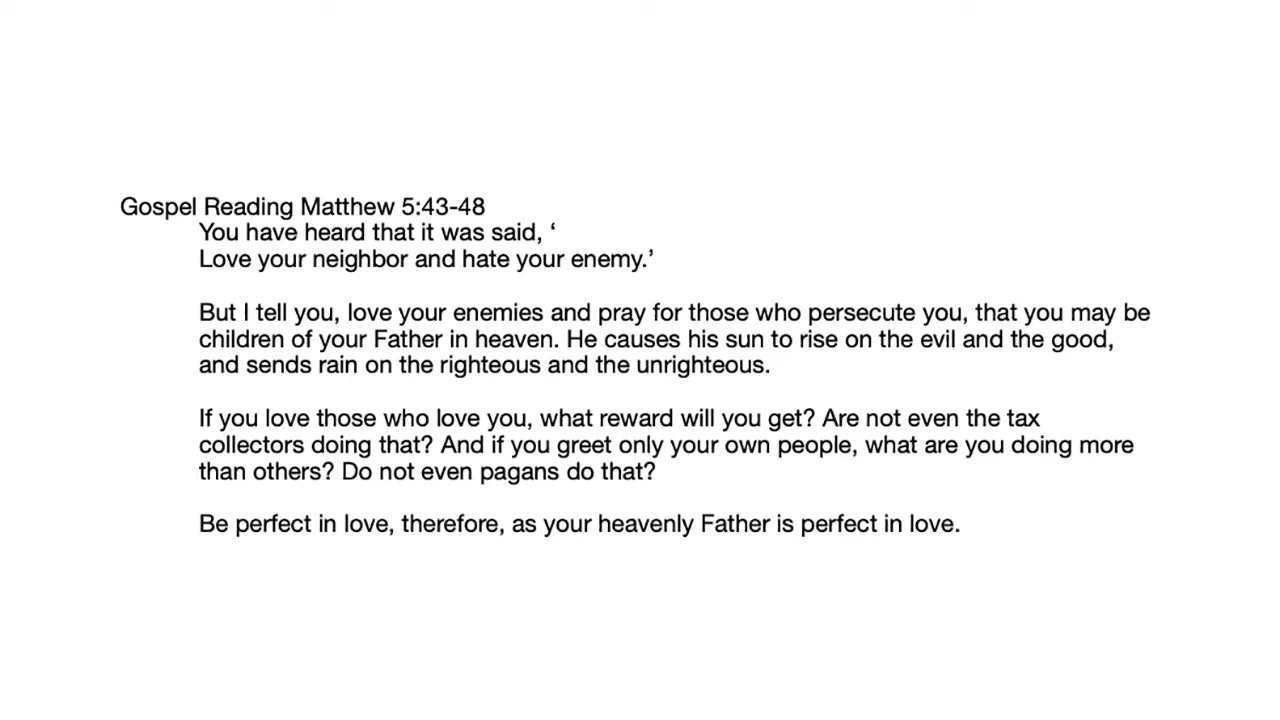 Gospel Reading Matthew 5:43-48
You have heard that it was said, ‘
Love your neighbor and hate your enemy.’
But I tell you, love your enemies and pray for those who persecute you, that you may be
children of your Father in heaven. He causes his sun to rise on the evil and the good,
and sends rain on the righteous and the unrighteous.
If you love those who love you, what reward will you get? Are not even the tax
collectors doing that? And if you greet only your own people, what are you doing more
than others? Do not even pagans do that?
Be perfect in love, therefore, as your heavenly Father is perfect in love.